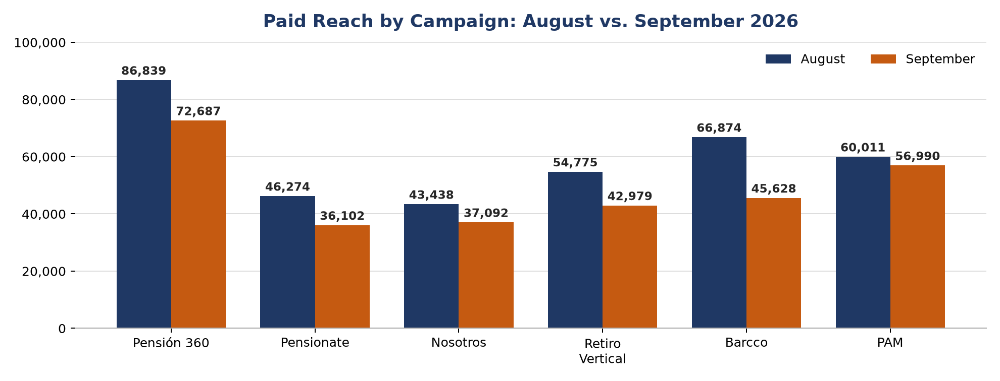 Paid Reach by Campaign: August vs. September 2026
100,000
80,000
60,000
40,000
20,000
0
August
September
86,839
72,687
46,274
36,102
43,438
37,092
54,775
42,979
66,874
45,628
60,011
56,990
Pensión 360
Pensionate
Nosotros
Retiro
Vertical
Barcco
PAM